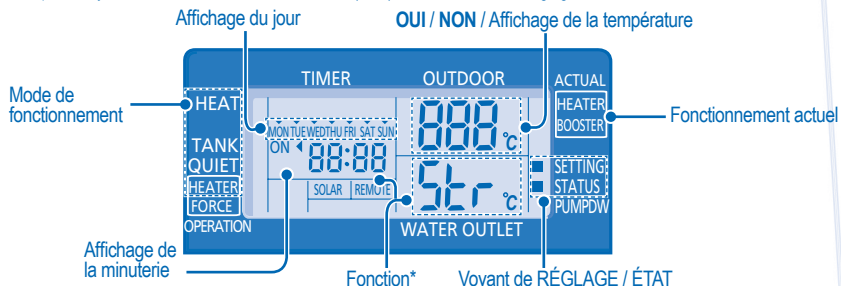 Affichage du jour
OUI / NON / Affichage de la température
TIMER
OUTDOOR
ACTUAL
Mode de
fonctionnement
HEAT
HEATER
BOOSTER
Fonctionnement actuel
MON TUE WED THU FRI SAT SUN
888 °C
ON
88:88
TANK
QUIET
HEATER
FORCE
OPERATION
SOLAR
REMOTE
Str °C
SETTING
STATUS
PUMPDW
WATER OUTLET
Affichage de
la minuterie
Fonction*
Voyant de RÉGLAGE / ÉTAT